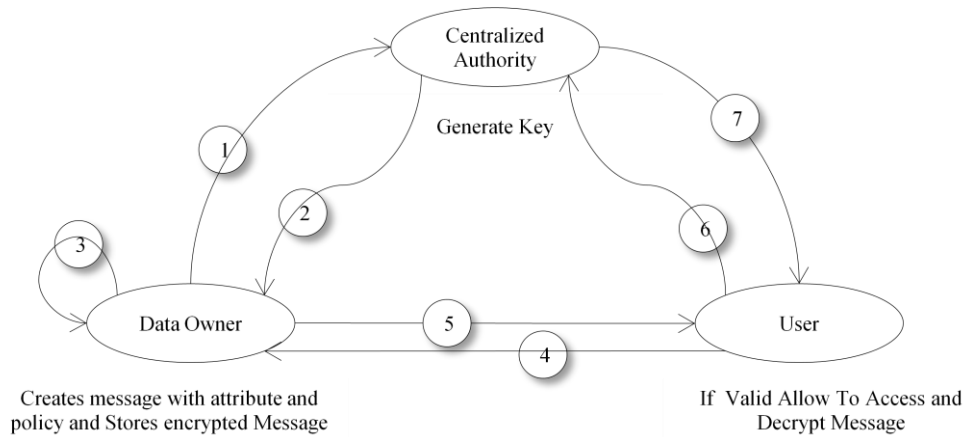 Centralized
Authority
Generate Key
1
7
2
6
3
Data Owner
5
4
User
Creates message with attribute and
policy and Stores encrypted Message
If Valid Allow To Access and
Decrypt Message